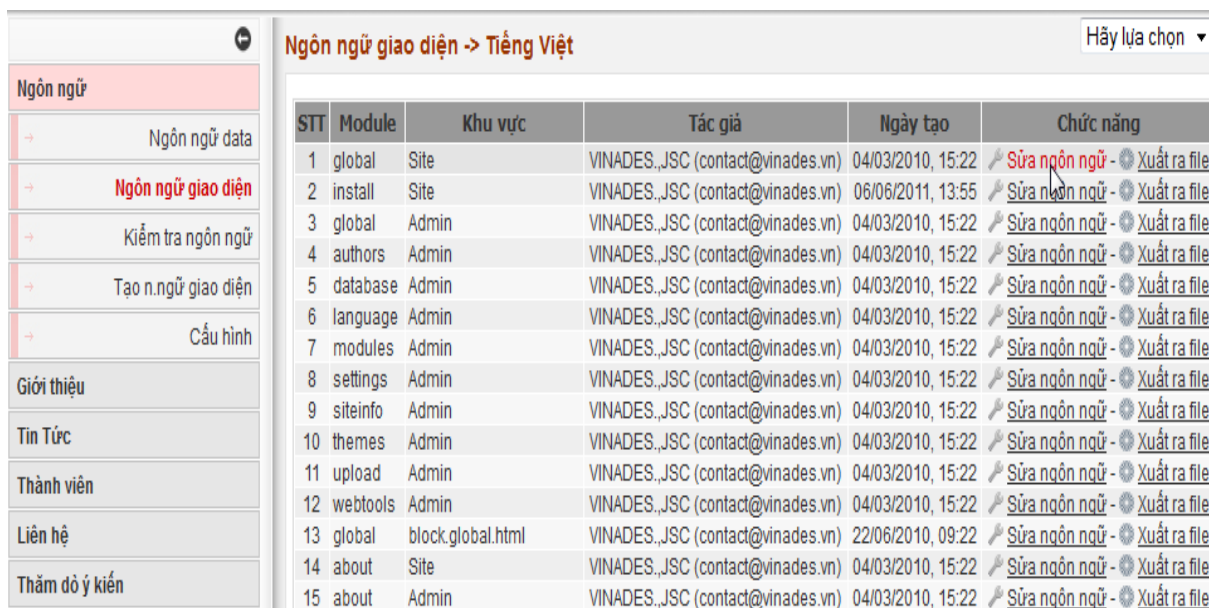 Ngôn ngữ giao diện -> Tiếng Việt
Hãy lựa chọn
Ngôn ngữ
Ngôn ngữ data
Ngôn ngữ giao diện
Kiểm tra ngôn ngữ
Tạo n.ngữ giao diện
Cấu hình
Giới thiệu
Tin Tức
Thành viên
Liên hệ
Thăm dò ý kiến
STT Module Khu vực Tác giả Ngày tạo Chức năng
1 global Site VINADES.,JSC (contact@vinades.vn) 04/03/2010, 15:22 Sửa ngôn ngữ - Xuất ra file
2 install Site VINADES.,JSC (contact@vinades.vn) 06/06/2011, 13:55 Sửa ngôn ngữ - Xuất ra file
3 global Admin VINADES.,JSC (contact@vinades.vn) 04/03/2010, 15:22 Sửa ngôn ngữ - Xuất ra file
4 authors Admin VINADES.,JSC (contact@vinades.vn) 04/03/2010, 15:22 Sửa ngôn ngữ - Xuất ra file
5 database Admin VINADES.,JSC (contact@vinades.vn) 04/03/2010, 15:22 Sửa ngôn ngữ - Xuất ra file
6 language Admin VINADES.,JSC (contact@vinades.vn) 04/03/2010, 15:22 Sửa ngôn ngữ - Xuất ra file
7 modules Admin VINADES.,JSC (contact@vinades.vn) 04/03/2010, 15:22 Sửa ngôn ngữ - Xuất ra file
8 settings Admin VINADES.,JSC (contact@vinades.vn) 04/03/2010, 15:22 Sửa ngôn ngữ - Xuất ra file
9 siteinfo Admin VINADES.,JSC (contact@vinades.vn) 04/03/2010, 15:22 Sửa ngôn ngữ - Xuất ra file
10 themes Admin VINADES.,JSC (contact@vinades.vn) 04/03/2010, 15:22 Sửa ngôn ngữ - Xuất ra file
11 upload Admin VINADES.,JSC (contact@vinades.vn) 04/03/2010, 15:22 Sửa ngôn ngữ - Xuất ra file
12 webtools Admin VINADES.,JSC (contact@vinades.vn) 04/03/2010, 15:22 Sửa ngôn ngữ - Xuất ra file
13 global block.global.html VINADES.,JSC (contact@vinades.vn) 22/06/2010, 09:22 Sửa ngôn ngữ - Xuất ra file
14 about Site VINADES.,JSC (contact@vinades.vn) 04/03/2010, 15:22 Sửa ngôn ngữ - Xuất ra file
15 about Admin VINADES.,JSC (contact@vinades.vn) 04/03/2010, 15:22 Sửa ngôn ngữ - Xuất ra file